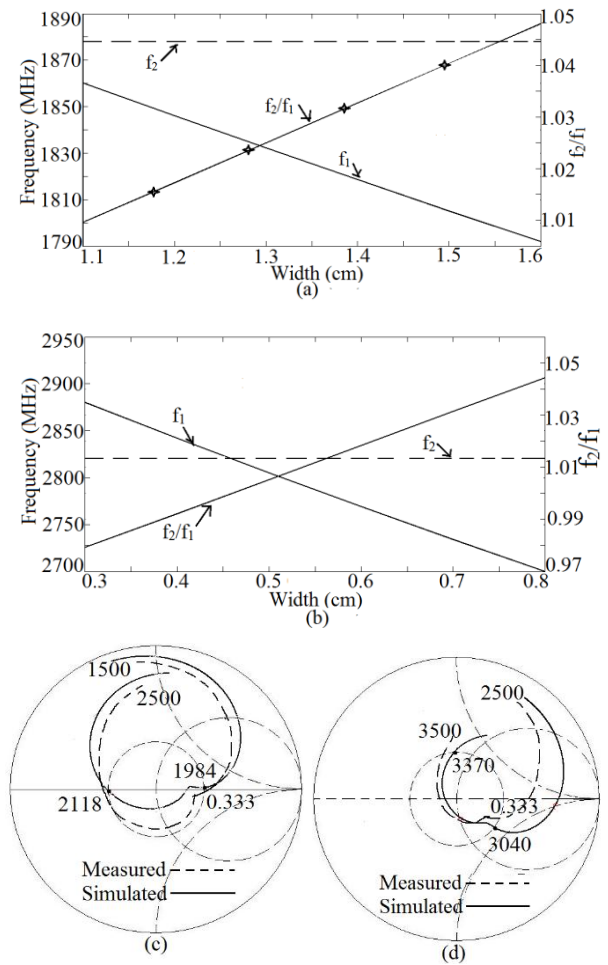 1890
1870
1850
1830
1810
1790
Frequency (MHz)
f2
f2/f1
f1
1.05
1.04
1.03
1.02
1.01
f2/f1
1.1 1.2 1.3 1.4 1.5 1.6
Width (cm)
(a)
2950
2900
2850
2800
2750
2700
Frequency (MHz)
f1
f2
f2/f1
1.05
1.03
1.01
0.99
0.97
f2/f1
0.3 0.4 0.5 0.6 0.7 0.8
Width (cm)
(b)
1500
2500
1984
2118
0.333
Measured
Simulated
(c)
2500
3500
3370
0.333
3040
Measured
Simulated
(d)